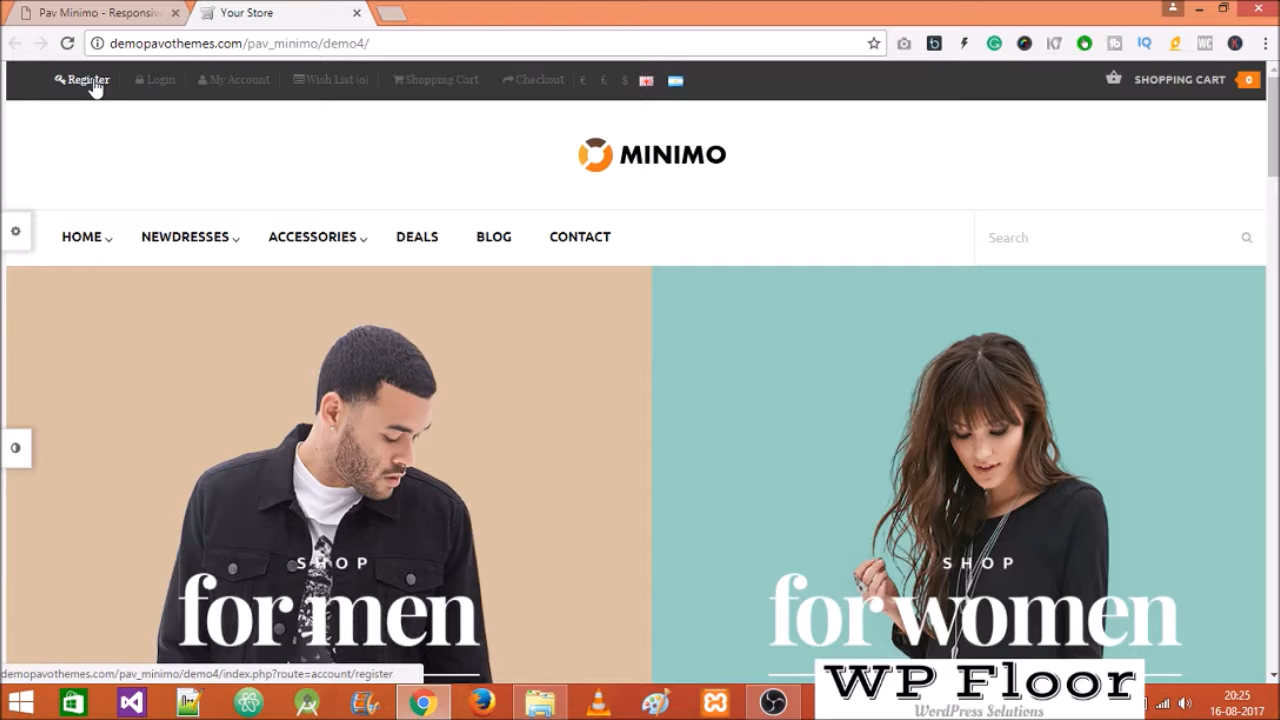 Pav Minimo - Responsive
Your Store
demopavothemes.com/pav_minimo/demo4/
Register
Login
My Account
Wish List (0)
Shopping Cart
Checkout
€
£
$
SHOPPING CART
0
MINIMO
HOME
NEWDRESSES
ACCESSORIES
DEALS
BLOG
CONTACT
Search
SHOP
for men
SHOP
for women
demopavothemes.com/pav_minimo/demo4/index.php?route=account/register
WP Floor
WordPress Solutions
20:25
16-08-2017